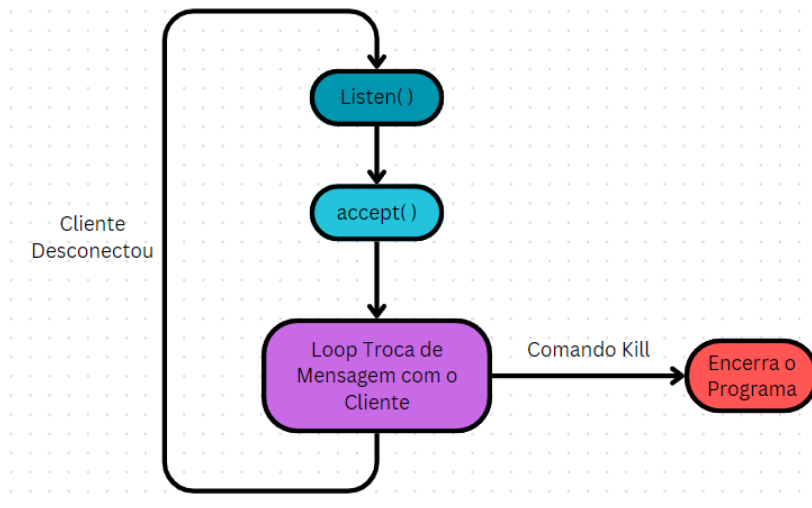 Listen( )
accept( )
Cliente
Desconectou
Loop Troca de
Mensagem com o
Cliente
Comando Kill
Encerra o
Programa